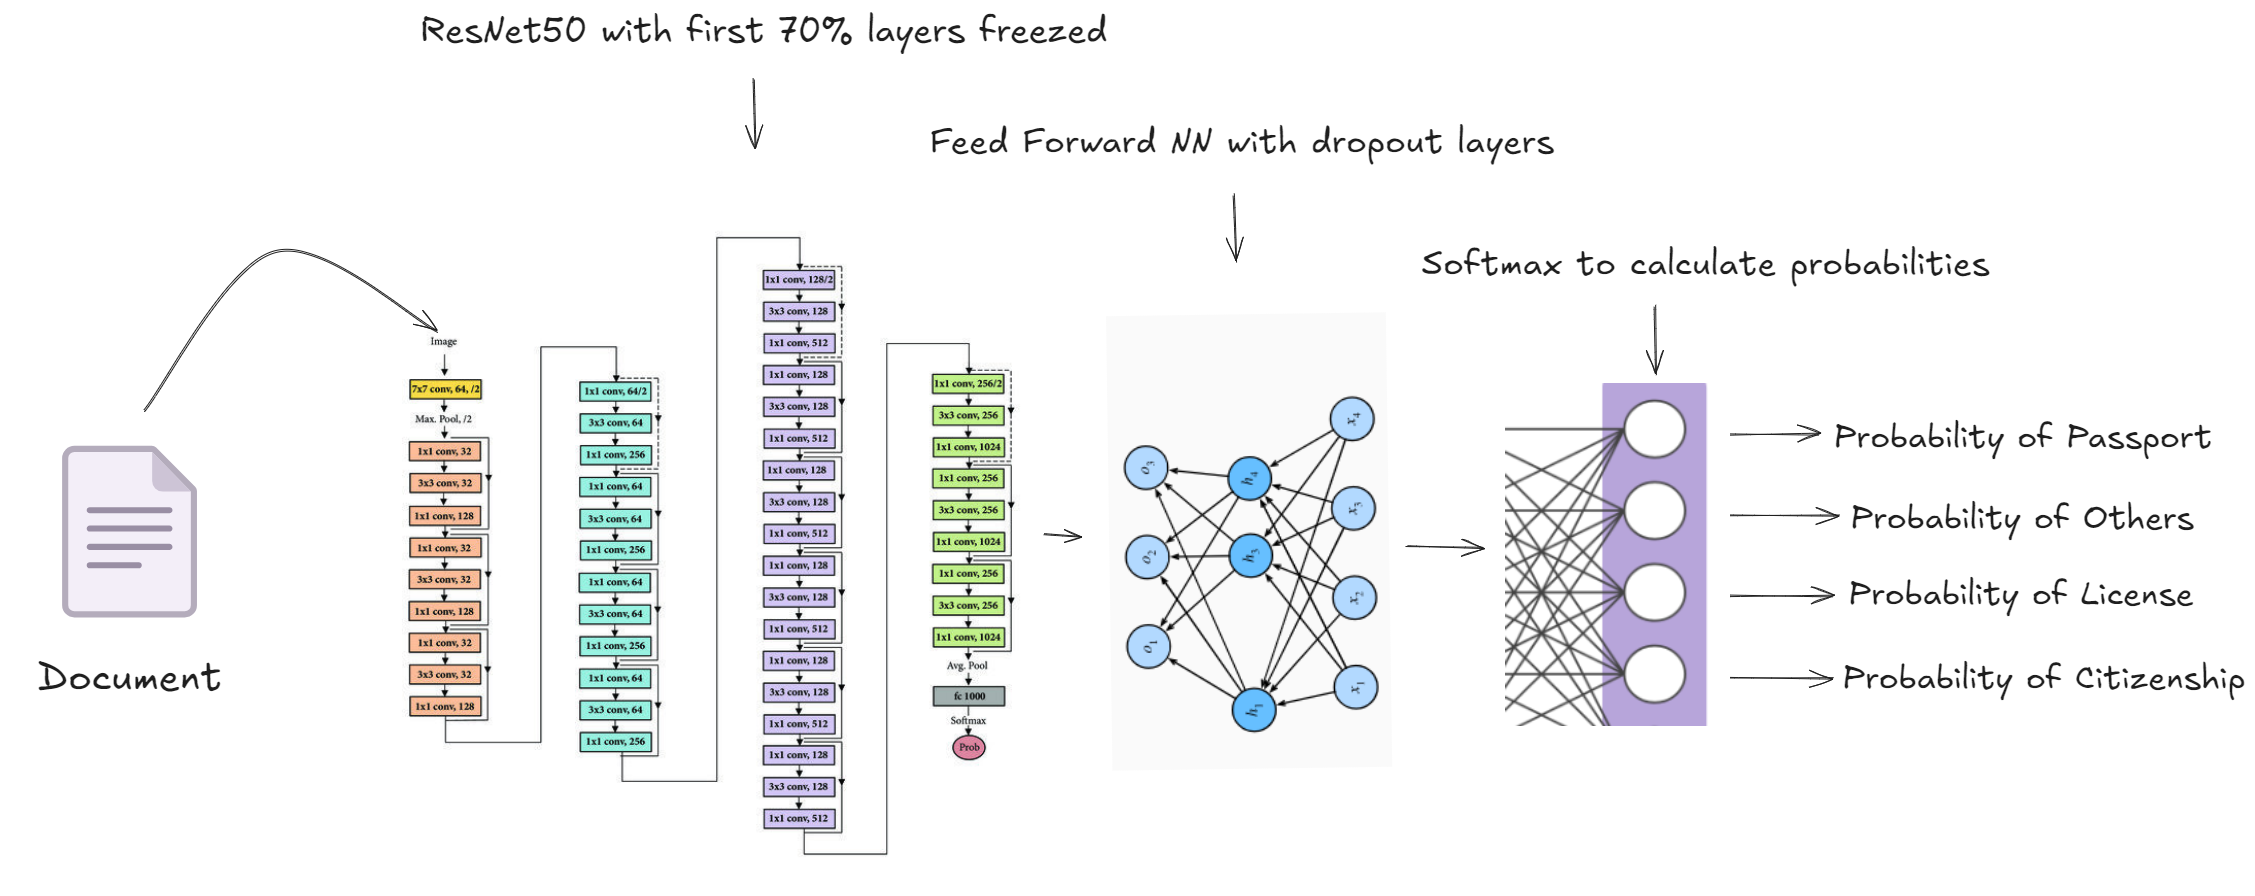 ResNet50 with first 70% layers freezed
Feed Forward NN with dropout layers
Softmax to calculate probabilities
Document
Image
7x7 conv, 64, /2
Max. Pool, /2
1x1 conv, 32
3x3 conv, 32
1x1 conv, 128
1x1 conv, 32
3x3 conv, 32
1x1 conv, 128
1x1 conv, 32
3x3 conv, 32
1x1 conv, 128
1x1 conv, 64/2
3x3 conv, 64
1x1 conv, 256
1x1 conv, 64
3x3 conv, 64
1x1 conv, 256
1x1 conv, 64
3x3 conv, 64
1x1 conv, 256
1x1 conv, 64
3x3 conv, 64
1x1 conv, 256
1x1 conv, 128/2
3x3 conv, 128
1x1 conv, 512
1x1 conv, 128
3x3 conv, 128
1x1 conv, 512
1x1 conv, 128
3x3 conv, 128
1x1 conv, 512
1x1 conv, 128
3x3 conv, 128
1x1 conv, 512
1x1 conv, 128
3x3 conv, 128
1x1 conv, 512
1x1 conv, 128
3x3 conv, 128
1x1 conv, 512
1x1 conv, 256/2
3x3 conv, 256
1x1 conv, 1024
1x1 conv, 256
3x3 conv, 256
1x1 conv, 1024
1x1 conv, 256
3x3 conv, 256
1x1 conv, 1024
Avg. Pool
fc 1000
Softmax
Prob
o3
o2
o1
h4
h3
h1
x4
x3
x2
x1
Probability of Passport
Probability of Others
Probability of License
Probability of Citizenship